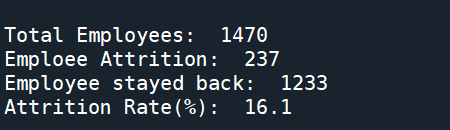 Total Employees:  1470
Emploee Attrition:  237
Employee stayed back:  1233
Attrition Rate(%):  16.1